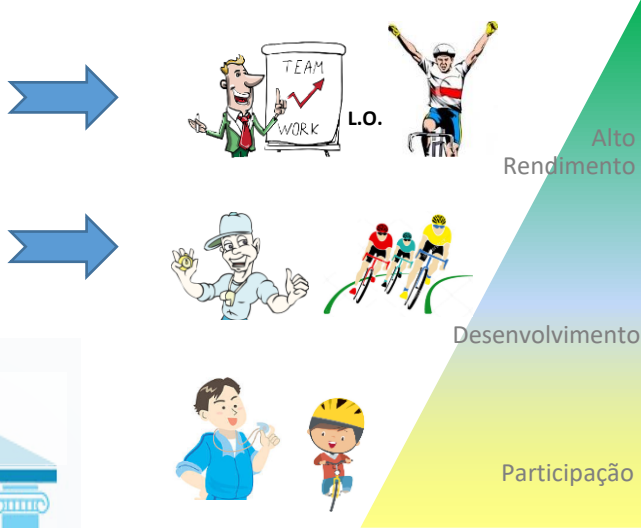 TEAM
WORK
L.O.
Alto
Rendimento
Desenvolvimento
Participação